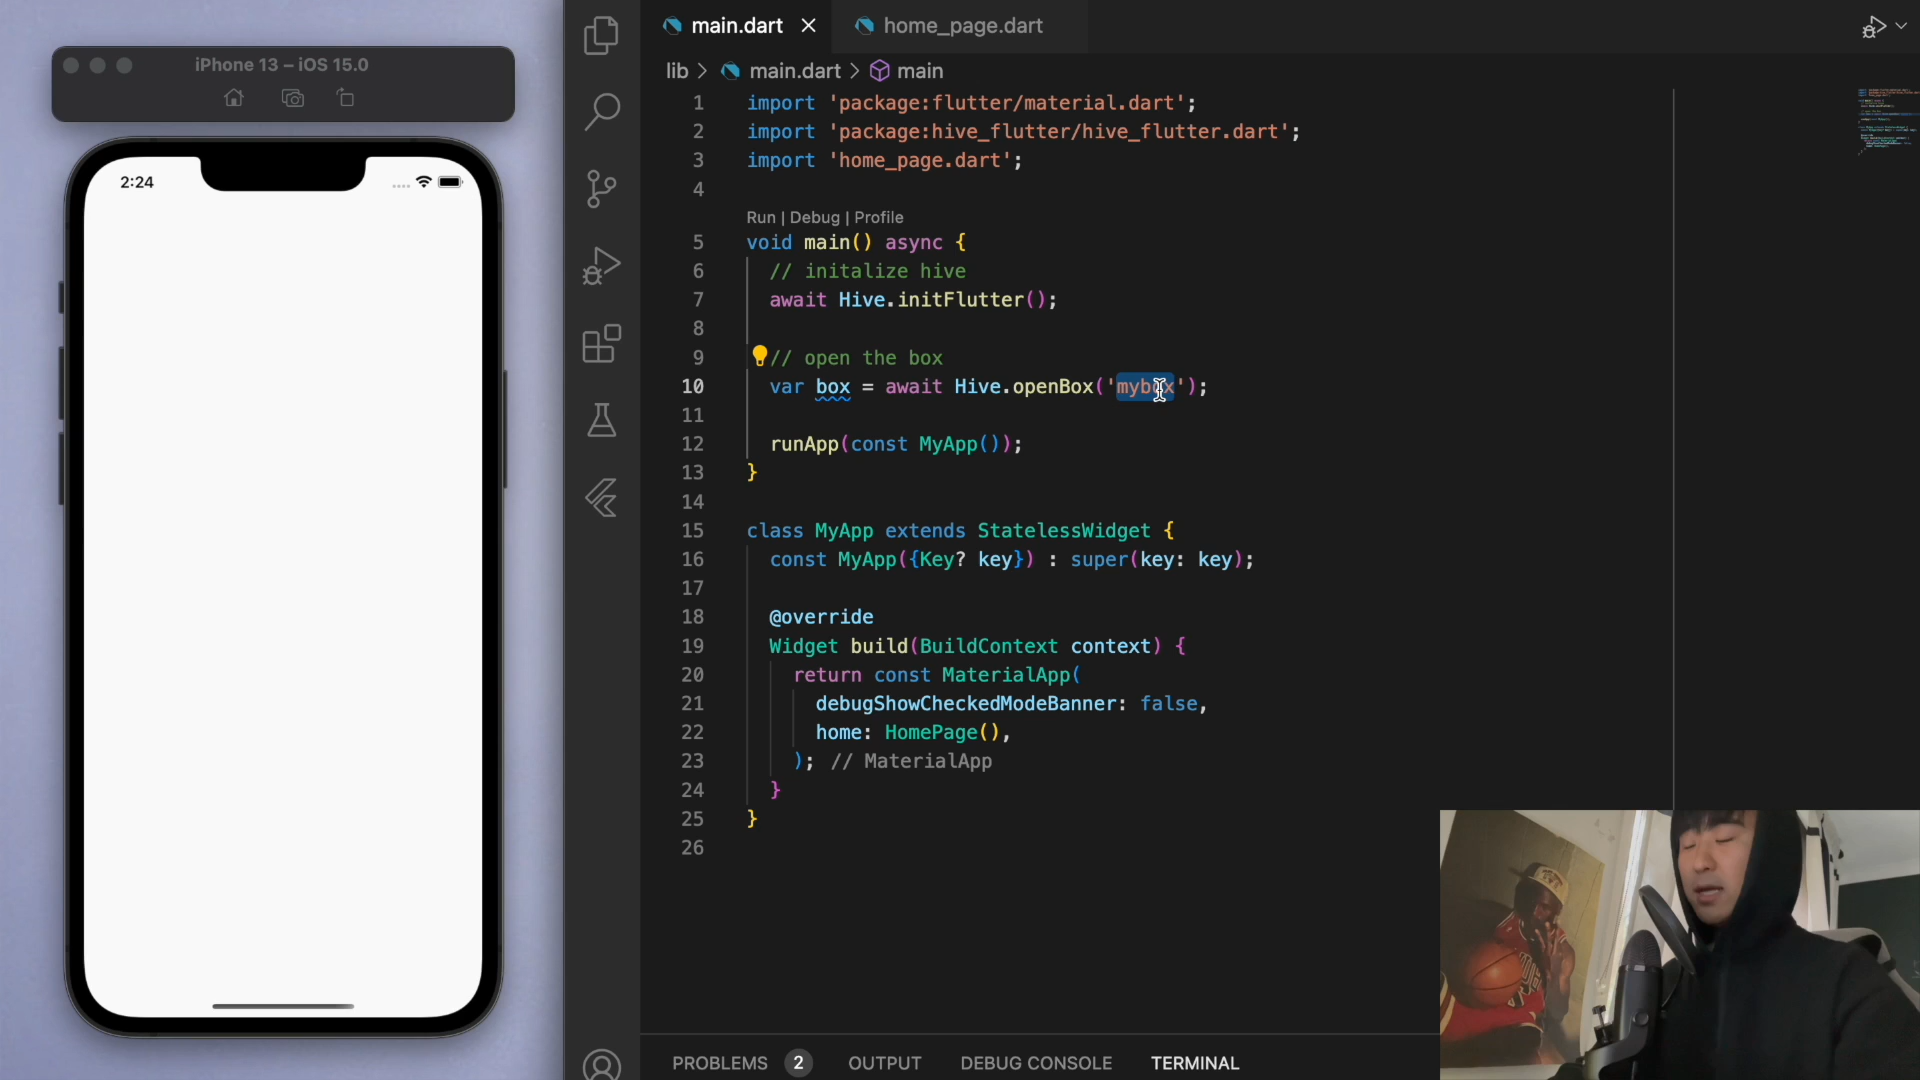 iPhone 13 – iOS 15.0
2:24
main.dart
home_page.dart
lib > main.dart > main
1 import 'package:flutter/material.dart';
2 import 'package:hive_flutter/hive_flutter.dart';
3 import 'home_page.dart';
4
Run | Debug | Profile
5 void main() async {
6 // initalize hive
7 await Hive.initFlutter();
8
9 // open the box
10 var box = await Hive.openBox('mybox');
11
12 runApp(const MyApp());
13 }
14
15 class MyApp extends StatelessWidget {
16 const MyApp({Key? key}) : super(key: key);
17
18 @override
19 Widget build(BuildContext context) {
20 return const MaterialApp(
21 debugShowCheckedModeBanner: false,
22 home: HomePage(),
23 ); // MaterialApp
24 }
25 }
26
PROBLEMS 2 OUTPUT DEBUG CONSOLE TERMINAL